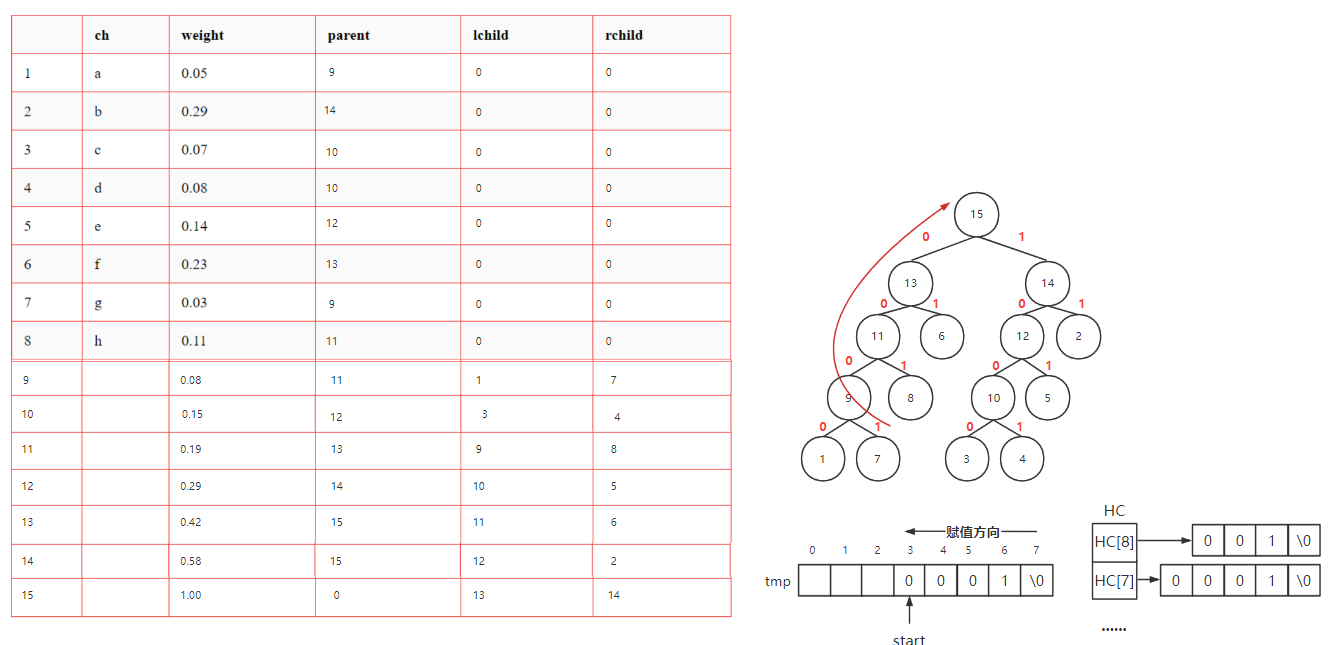 ch weight parent lchild rchild
1 a 0.05 9 0 0
2 b 0.29 14 0 0
3 c 0.07 10 0 0
4 d 0.08 10 0 0
5 e 0.14 12 0 0
6 f 0.23 13 0 0
7 g 0.03 9 0 0
8 h 0.11 11 0 0
9 0.08 11 1 7
10 0.15 12 3 4
11 0.19 13 9 8
12 0.29 14 10 5
13 0.42 15 11 6
14 0.58 15 12 2
15 1.00 0 13 14
15
0 1
13 14
0 1 0 1
11 6 12 2
0 1 0 1
9 8 10 5
0 1 0 1
1 7 3 4
赋值方向
0 1 2 3 4 5 6 7
tmp 0 0 0 1 \0
start
HC
HC[8] 0 0 1 \0
HC[7] 0 0 0 1 \0
......